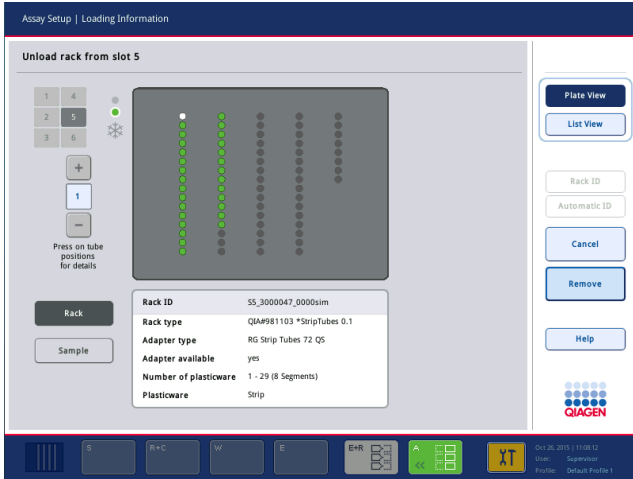 Assay Setup | Loading Information
Unload rack from slot 5
1 4
2 5
3 6
+
1
−
Press on tube
positions
for details
Rack
Sample
Rack ID S5_3000047_0000sim
Rack type QIA#981103 *StripTubes 0.1
Adapter type RG Strip Tubes 72 QS
Adapter available yes
Number of plasticware 1 - 29 (8 Segments)
Plasticware Strip
Plate View
List View
Rack ID
Automatic ID
Cancel
Remove
Help
QIAGEN
S
R+C
W
E
E+R
A
Oct 26, 2015 | 11:08:12
User: Supervisor
Profile: Default Profile 1